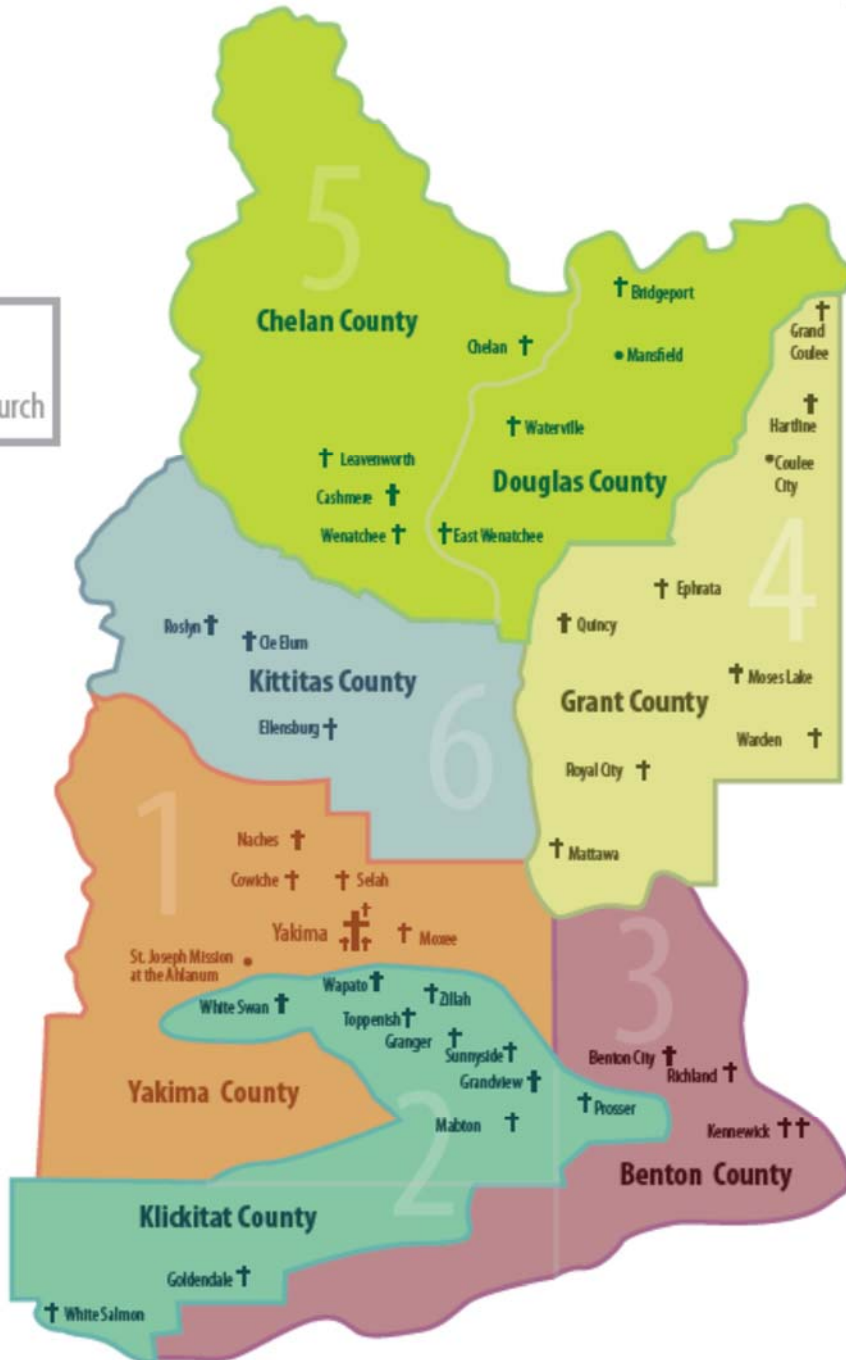 5
Bridgeport
Chelan County
Grand
Coulee
Chelan
Mansfield
urch
Hartline
Waterville
Leavenworth
Coulee
City
Douglas County
Cashmere
Wenatchee
East Wenatchee
4
Ephrata
Quincy
Roslyn
Cle Elum
Moses Lake
Kittitas County
Grant County
Ellensburg
6
Warden
Royal City
1
Naches
Mattawa
Cowiche
Selah
Yakima
Moxee
3
St. Joseph Mission
at the Ahtanum
Wapato
Zillah
White Swan
Toppenish
Granger
Sunnyside
Benton City
Richland
Grandview
Yakima County
Prosser
Mabton
2
Kennewick
Benton County
Klickitat County
Goldendale
White Salmon